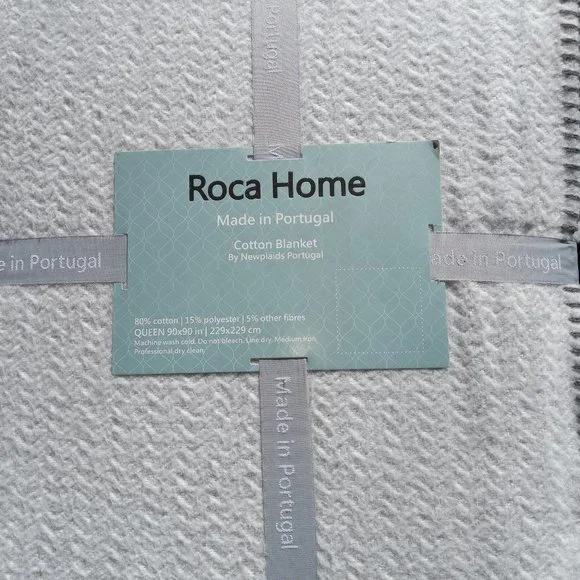 Made in Portugal
M
Roca Home
Made in Portugal
Cotton Blanket
By Newplaids Portugal
e in Portugal
ade in Portugal
80% cotton | 15% polyester | 5% other fibres
QUEEN 90x90 in | 229x229 cm
Machine wash cold. Do not bleach. Line dry. Medium iron.
Professional dry clean.
Made in Portugal